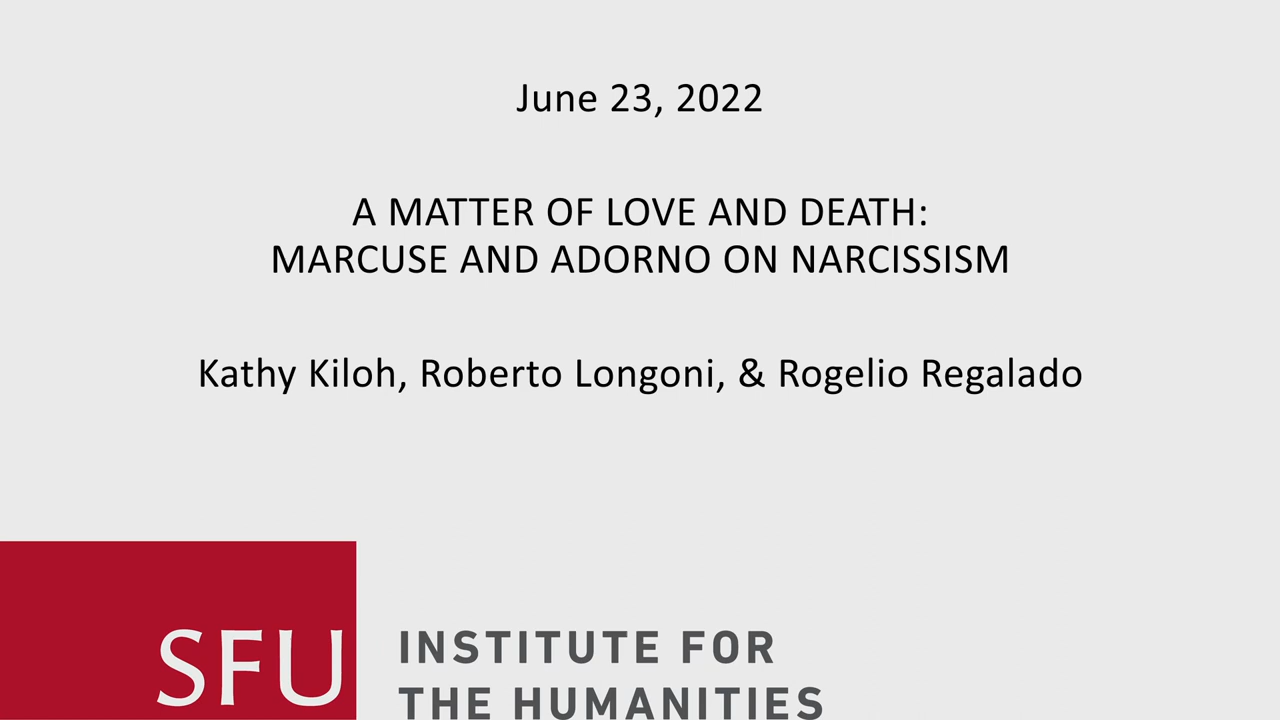 June 23, 2022
A MATTER OF LOVE AND DEATH:
MARCUSE AND ADORNO ON NARCISSISM
Kathy Kiloh, Roberto Longoni, & Rogelio Regalado
SFU
INSTITUTE FOR
THE HUMANITIES